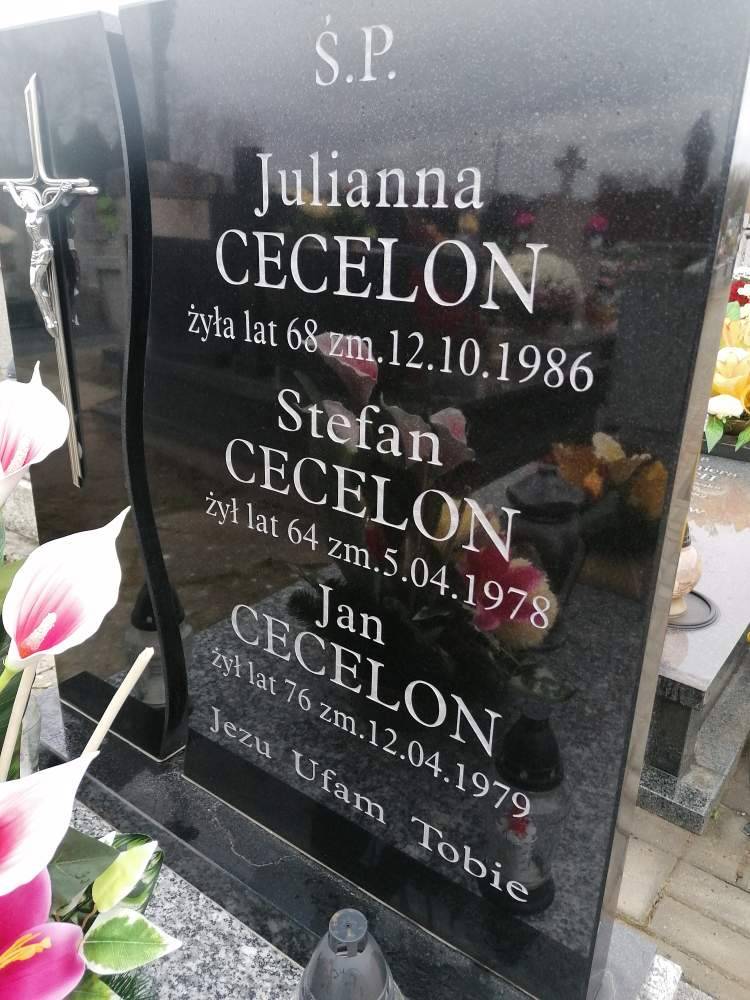 Ś.P.
Julianna
CECELON
żyła lat 68 zm.12.10.1986
Stefan
CECELON
żył lat 64 zm.5.04.1978
Jan
CECELON
żył lat 76 zm.12.04.1979
Jezu Ufam Tobie